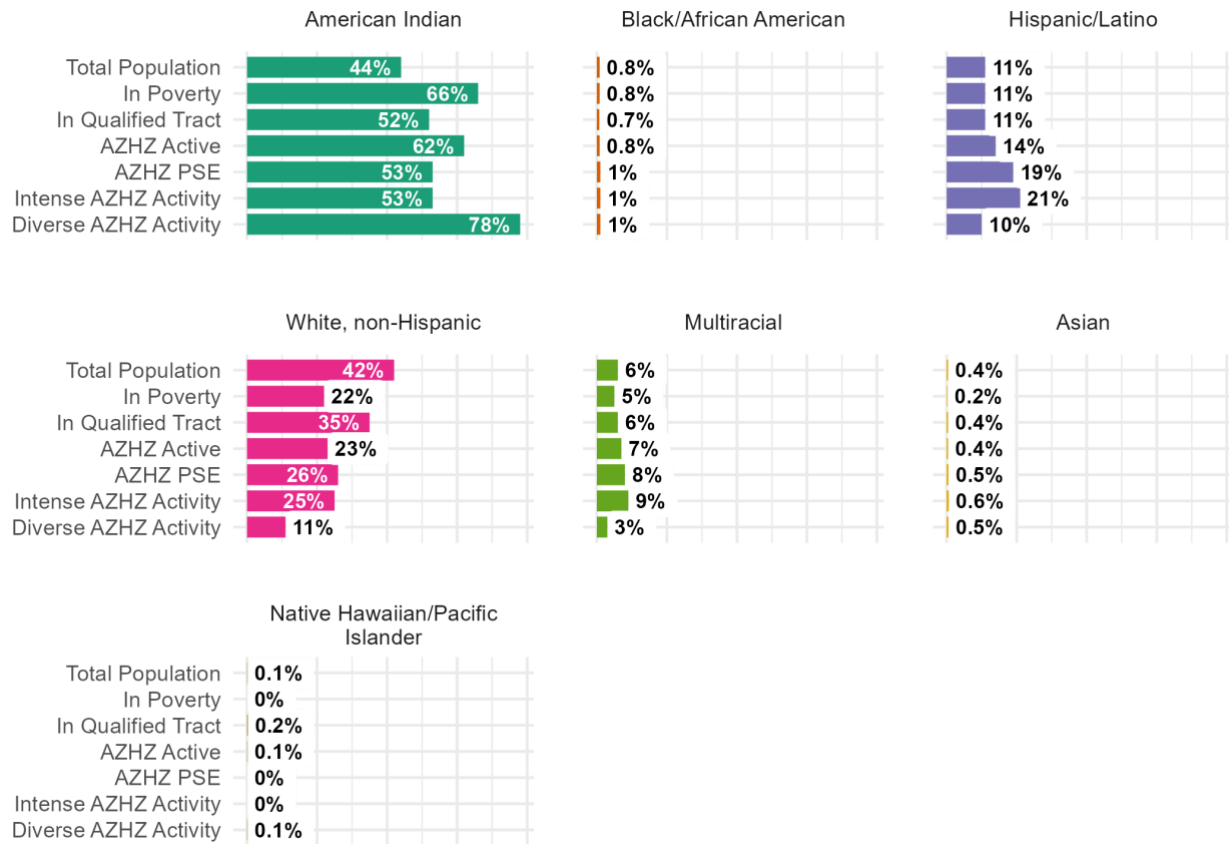 American Indian
Black/African American
Hispanic/Latino
Total Population 44% 0.8% 11%
In Poverty 66% 0.8% 11%
In Qualified Tract 52% 0.7% 11%
AZHZ Active 62% 0.8% 14%
AZHZ PSE 53% 1% 19%
Intense AZHZ Activity 53% 1% 21%
Diverse AZHZ Activity 78% 1% 10%
White, non-Hispanic
Multiracial
Asian
Total Population 42% 6% 0.4%
In Poverty 22% 5% 0.2%
In Qualified Tract 35% 6% 0.4%
AZHZ Active 23% 7% 0.4%
AZHZ PSE 26% 8% 0.5%
Intense AZHZ Activity 25% 9% 0.6%
Diverse AZHZ Activity 11% 3% 0.5%
Native Hawaiian/Pacific
Islander
Total Population 0.1%
In Poverty 0%
In Qualified Tract 0.2%
AZHZ Active 0.1%
AZHZ PSE 0%
Intense AZHZ Activity 0%
Diverse AZHZ Activity 0.1%